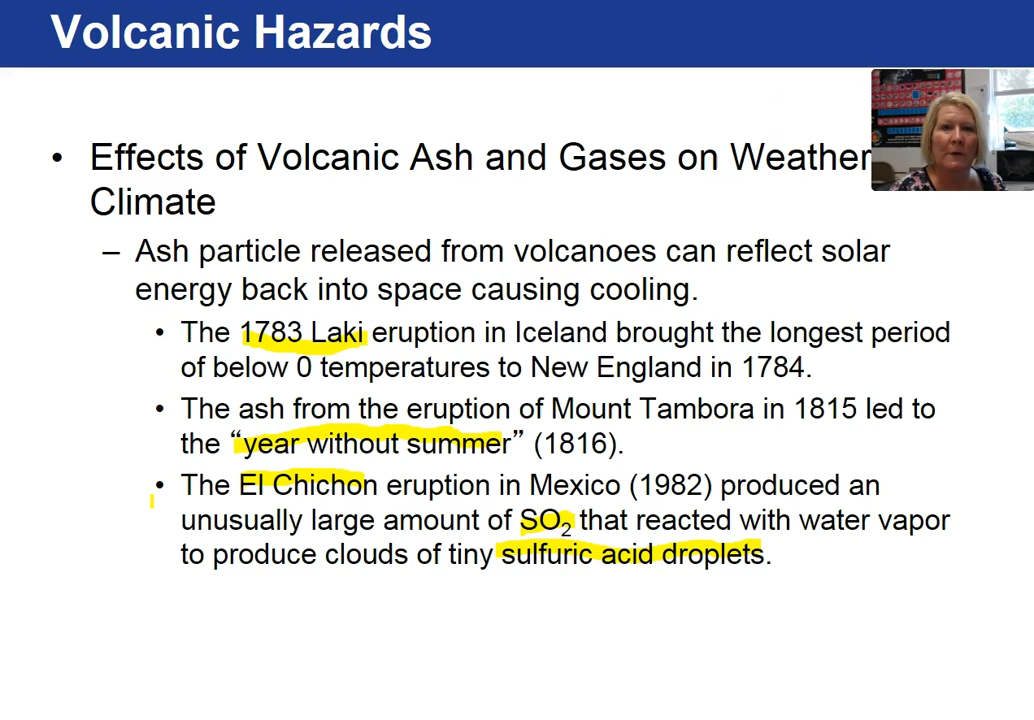 Volcanic Hazards
• Effects of Volcanic Ash and Gases on Weather
Climate
– Ash particle released from volcanoes can reflect solar
energy back into space causing cooling.
• The 1783 Laki eruption in Iceland brought the longest period
of below 0 temperatures to New England in 1784.
• The ash from the eruption of Mount Tambora in 1815 led to
the “year without summer” (1816).
• The El Chichon eruption in Mexico (1982) produced an
unusually large amount of SO₂ that reacted with water vapor
to produce clouds of tiny sulfuric acid droplets.